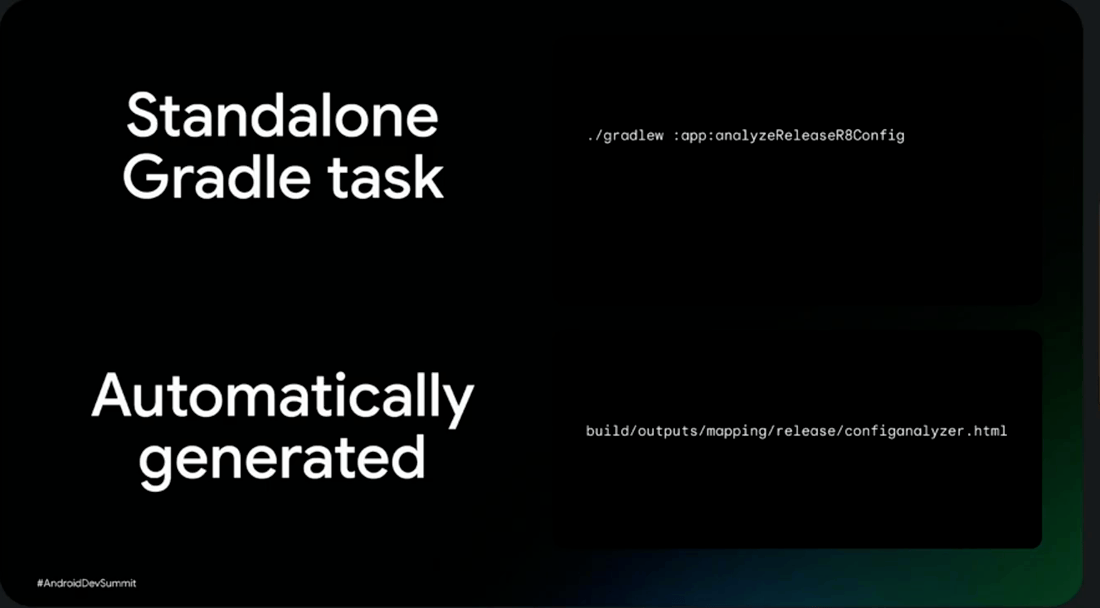 Standalone
Gradle task
./gradlew :app:analyzeReleaseR8Config
Automatically
generated
build/outputs/mapping/release/configanalyzer.html
#AndroidDevSummit